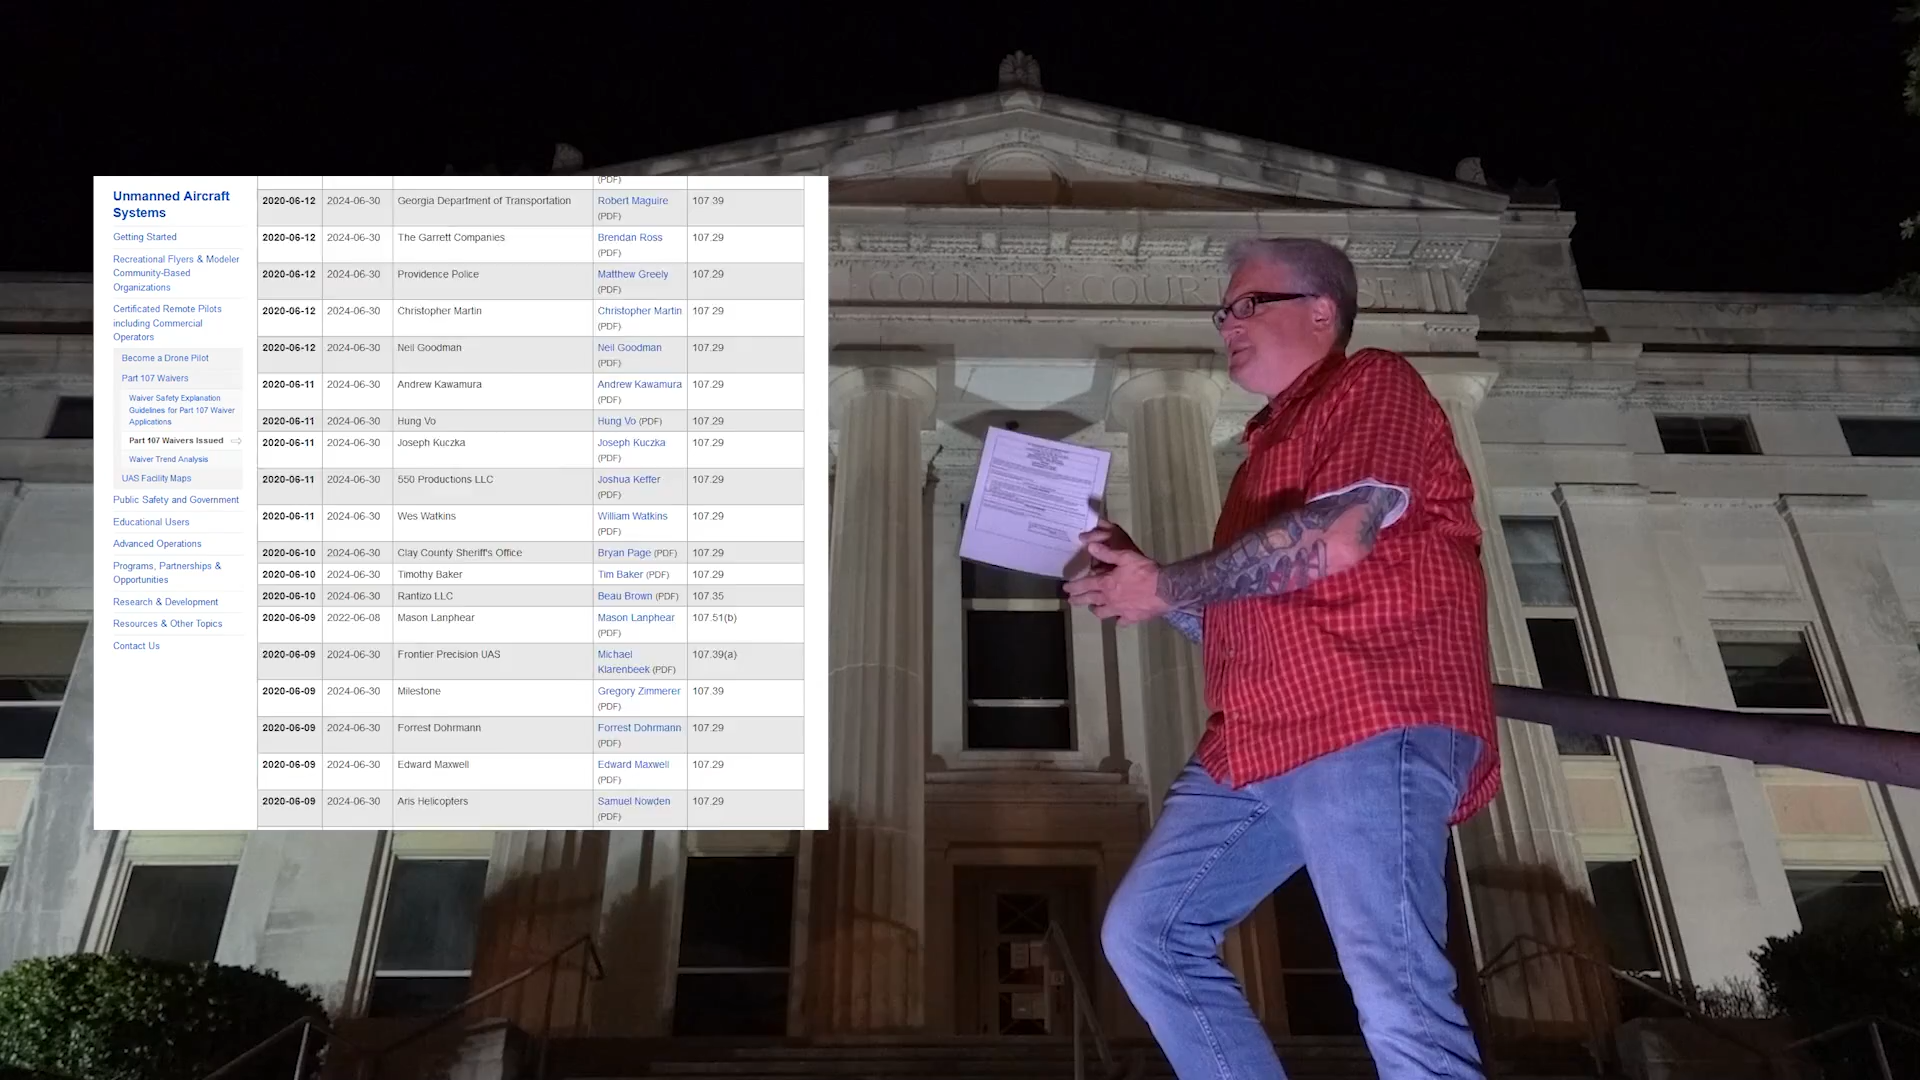 Unmanned Aircraft
Systems
Getting Started
Recreational Flyers & Modeler
Community-Based
Organizations
Certificated Remote Pilots
including Commercial
Operators
Become a Drone Pilot
Part 107 Waivers
Waiver Safety Explanation
Guidelines for Part 107 Waiver
Applications
Part 107 Waivers Issued
Waiver Trend Analysis
UAS Facility Maps
Public Safety and Government
Educational Users
Advanced Operations
Programs, Partnerships &
Opportunities
Research & Development
Resources & Other Topics
Contact Us
(PDF)
2020-06-12 2024-06-30 Georgia Department of Transportation Robert Maguire 107.39
(PDF)
2020-06-12 2024-06-30 The Garrett Companies Brendan Ross 107.29
(PDF)
2020-06-12 2024-06-30 Providence Police Matthew Greely 107.29
(PDF)
2020-06-12 2024-06-30 Christopher Martin Christopher Martin 107.29
(PDF)
2020-06-12 2024-06-30 Neil Goodman Neil Goodman 107.29
(PDF)
2020-06-11 2024-06-30 Andrew Kawamura Andrew Kawamura 107.29
(PDF)
2020-06-11 2024-06-30 Hung Vo Hung Vo (PDF) 107.29
2020-06-11 2024-06-30 Joseph Kuczka Joseph Kuczka 107.29
(PDF)
2020-06-11 2024-06-30 550 Productions LLC Joshua Keffer 107.29
(PDF)
2020-06-11 2024-06-30 Wes Watkins William Watkins 107.29
(PDF)
2020-06-10 2024-06-30 Clay County Sheriff's Office Bryan Page (PDF) 107.29
2020-06-10 2024-06-30 Timothy Baker Tim Baker (PDF) 107.29
2020-06-10 2024-06-30 Rantizo LLC Beau Brown (PDF) 107.35
2020-06-09 2022-06-08 Mason Lanphear Mason Lanphear 107.51(b)
(PDF)
2020-06-09 2024-06-30 Frontier Precision UAS Michael 107.39(a)
Klarenbeek (PDF)
2020-06-09 2024-06-30 Milestone Gregory Zimmerer 107.39
(PDF)
2020-06-09 2024-06-30 Forrest Dohrmann Forrest Dohrmann 107.29
(PDF)
2020-06-09 2024-06-30 Edward Maxwell Edward Maxwell 107.29
(PDF)
2020-06-09 2024-06-30 Aris Helicopters Samuel Nowden 107.29
(PDF)
COUNTY COURT